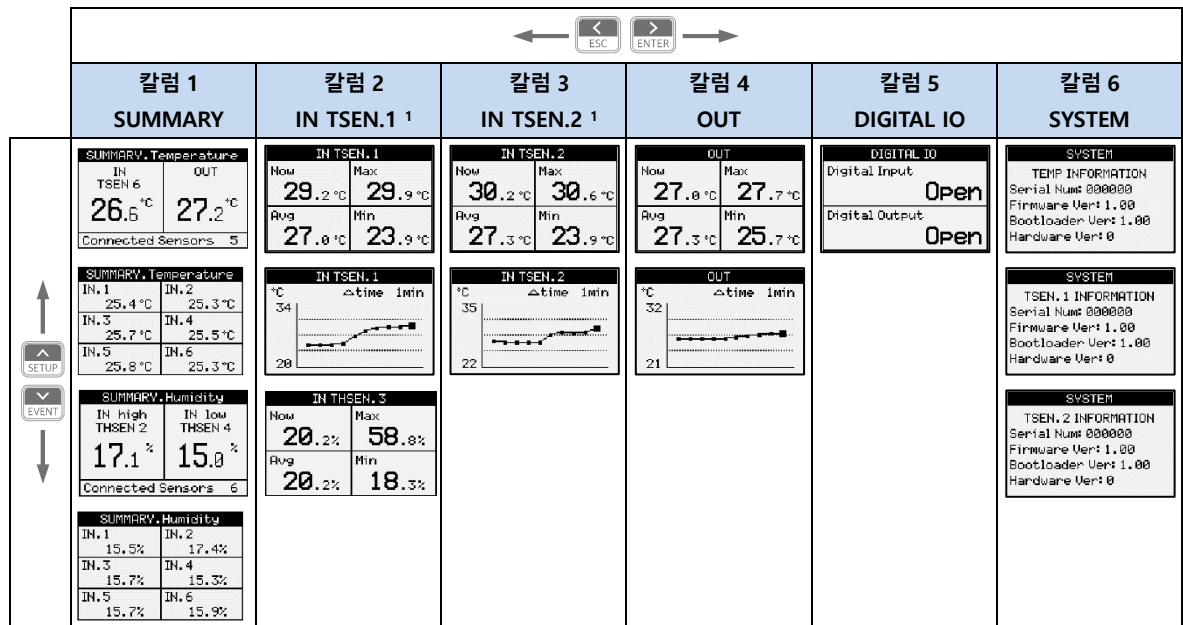 ESC ENTER
칼럼 1 칼럼 2 칼럼 3 칼럼 4 칼럼 5 칼럼 6
SUMMARY IN TSEN.1 ¹ IN TSEN.2 ¹ OUT DIGITAL IO SYSTEM
SETUP
EVENT
SUMMARY.Temperature
IN OUT
TSEN 6
26.6℃ 27.2℃
Connected Sensors 5
SUMMARY.Temperature
IN.1 IN.2
25.4℃ 25.3℃
IN.3 IN.4
25.7℃ 25.5℃
IN.5 IN.6
25.8℃ 25.3℃
SUMMARY.Humidity
IN high IN low
THSEN 2 THSEN 4
17.1% 15.0%
Connected Sensors 6
SUMMARY.Humidity
IN.1 IN.2
15.5% 17.4%
IN.3 IN.4
15.7% 15.3%
IN.5 IN.6
15.7% 15.9%
IN TSEN.1
Now Max
29.2℃ 29.9℃
Avg Min
27.0℃ 23.9℃
IN TSEN.1
℃ △time 1min
34
20
IN THSEN.3
Now Max
20.2% 58.8%
Avg Min
20.2% 18.3%
IN TSEN.2
Now Max
30.2℃ 30.6℃
Avg Min
27.3℃ 23.9℃
IN TSEN.2
℃ △time 1min
35
22
OUT
Now Max
27.0℃ 27.7℃
Avg Min
27.3℃ 25.7℃
OUT
℃ △time 1min
32
21
DIGITAL IO
Digital Input
Open
Digital Output
Open
SYSTEM
TEMP INFORMATION
Serial Num: 000000
Firmware Ver: 1.00
Bootloader Ver: 1.00
Hardware Ver: 0
SYSTEM
TSEN.1 INFORMATION
Serial Num: 000000
Firmware Ver: 1.00
Bootloader Ver: 1.00
Hardware Ver: 0
SYSTEM
TSEN.2 INFORMATION
Serial Num: 000000
Firmware Ver: 1.00
Bootloader Ver: 1.00
Hardware Ver: 0